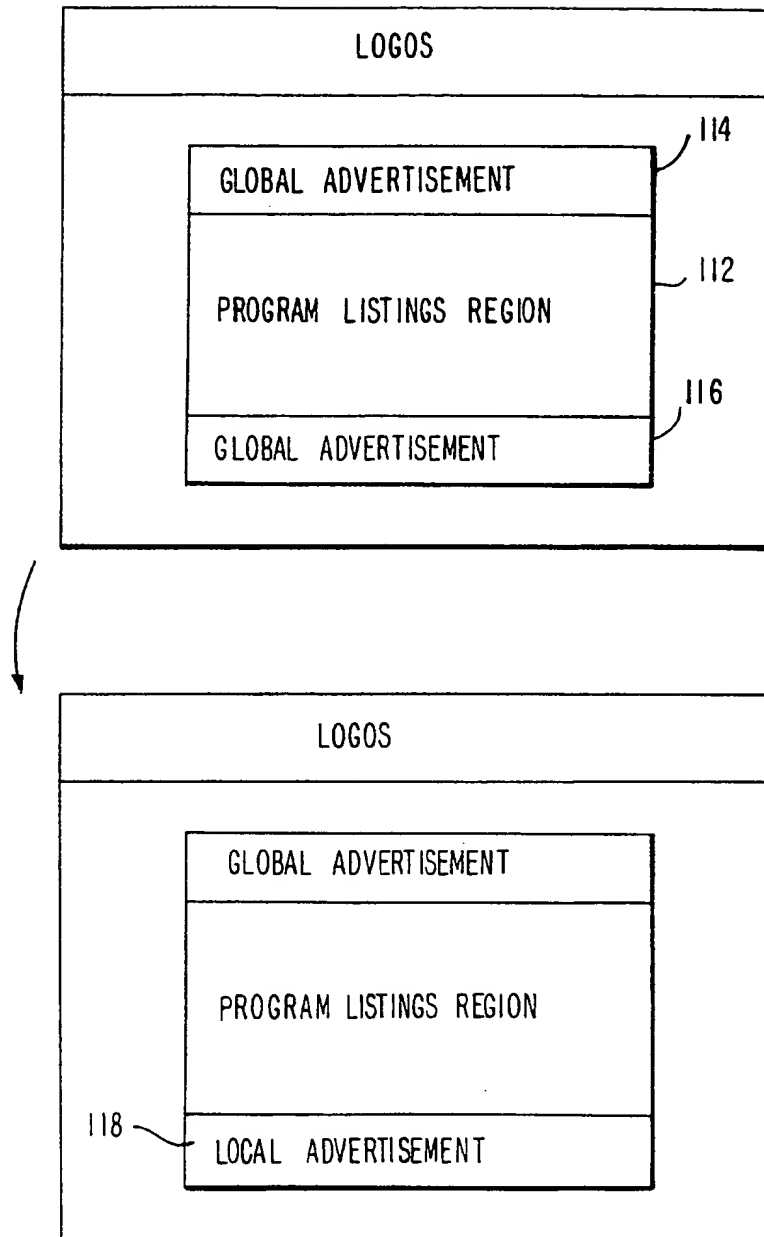 LOGOS
GLOBAL ADVERTISEMENT
114
PROGRAM LISTINGS REGION
112
GLOBAL ADVERTISEMENT
116
LOGOS
GLOBAL ADVERTISEMENT
PROGRAM LISTINGS REGION
118
LOCAL ADVERTISEMENT